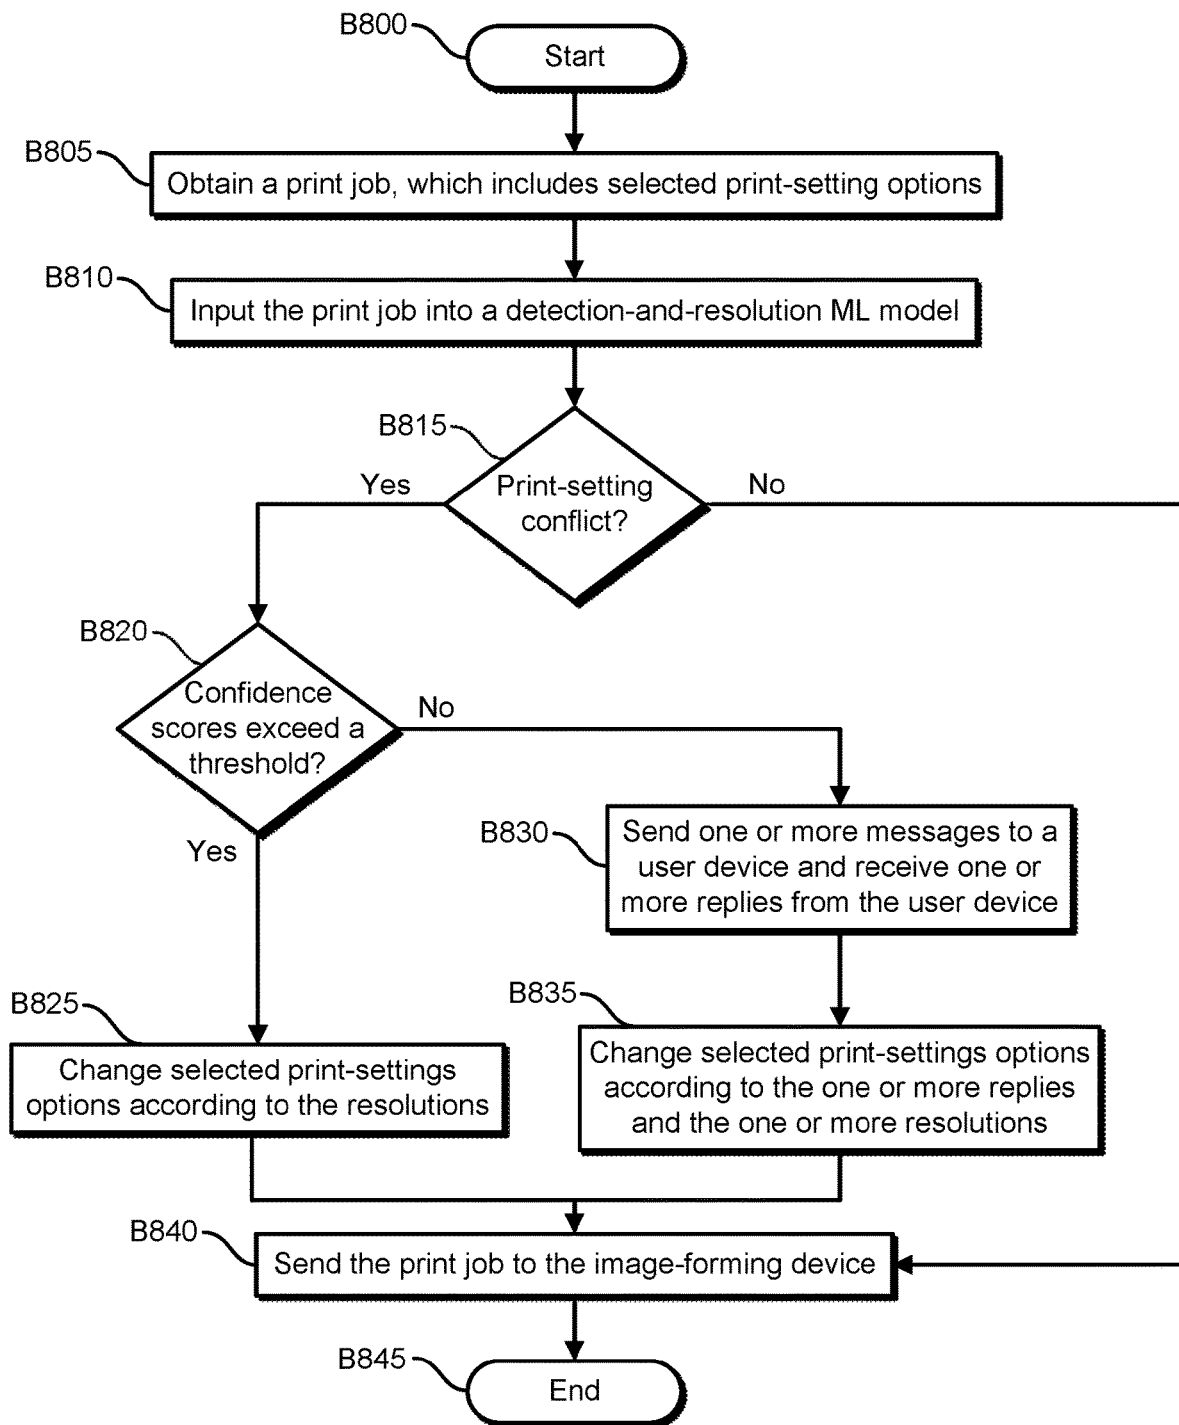 B800
Start
B805
Obtain a print job, which includes selected print-setting options
B810
Input the print job into a detection-and-resolution ML model
B815
Print-setting
conflict?
Yes
No
B820
Confidence
scores exceed a
threshold?
No
Yes
B830
Send one or more messages to a
user device and receive one or
more replies from the user device
B825
Change selected print-settings
options according to the resolutions
B835
Change selected print-settings options
according to the one or more replies
and the one or more resolutions
B840
Send the print job to the image-forming device
B845
End